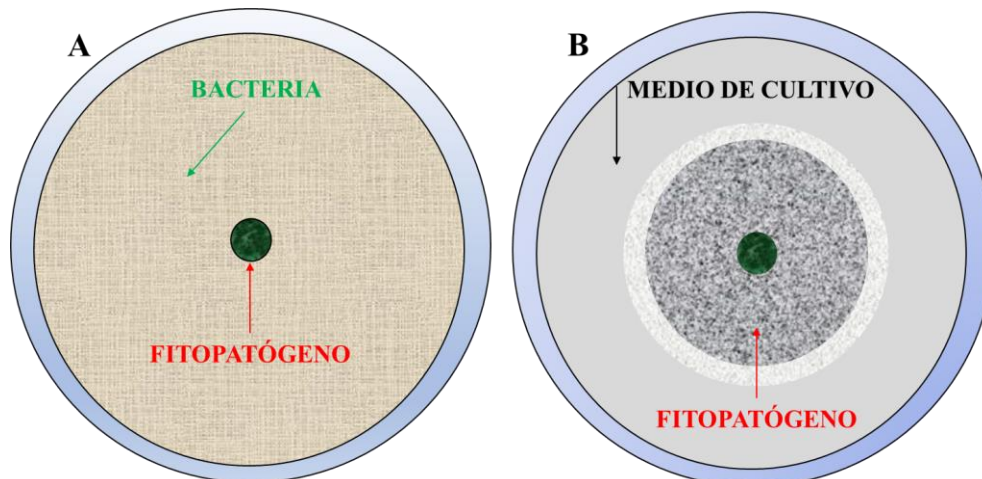 A
BACTERIA
FITOPATÓGENO
B
MEDIO DE CULTIVO
FITOPATÓGENO